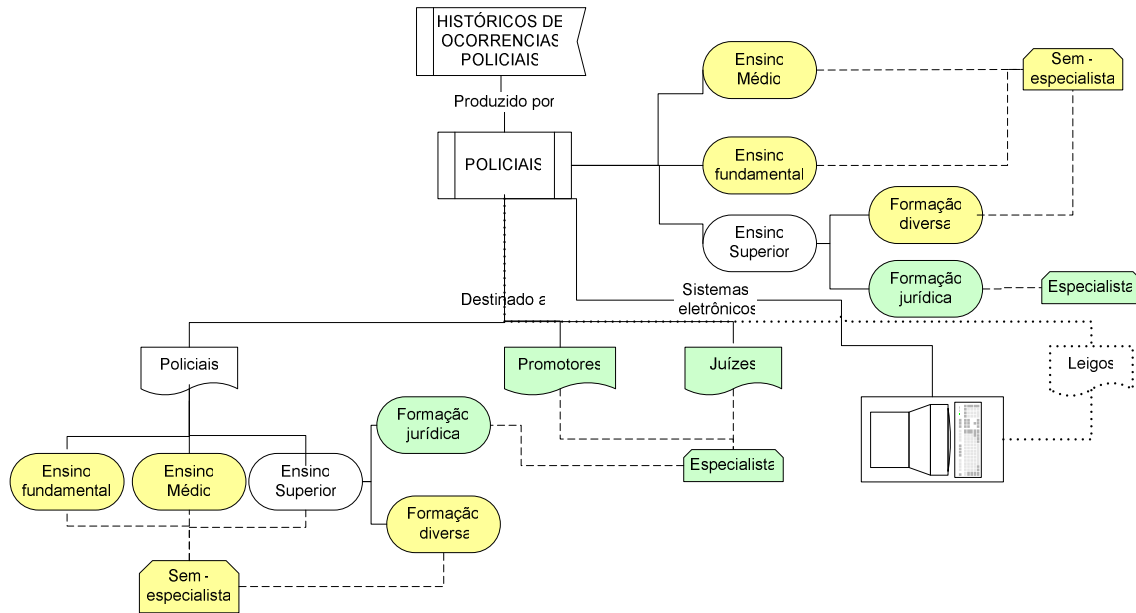 HISTÓRICOS DE
OCORRENCIAS
POLICIAIS
Produzido por
POLICIAIS
Ensino
Médio
Sem -
especialista
Ensino
fundamental
Ensino
Superior
Formação
diversa
Formação
jurídica
Especialista
Destinado a
Sistemas
eletrônicos
Policiais
Promotores
Juízes
Leigos
Formação
jurídica
Ensino
fundamental
Ensino
Médio
Ensino
Superior
Especialista
Formação
diversa
Sem -
especialista